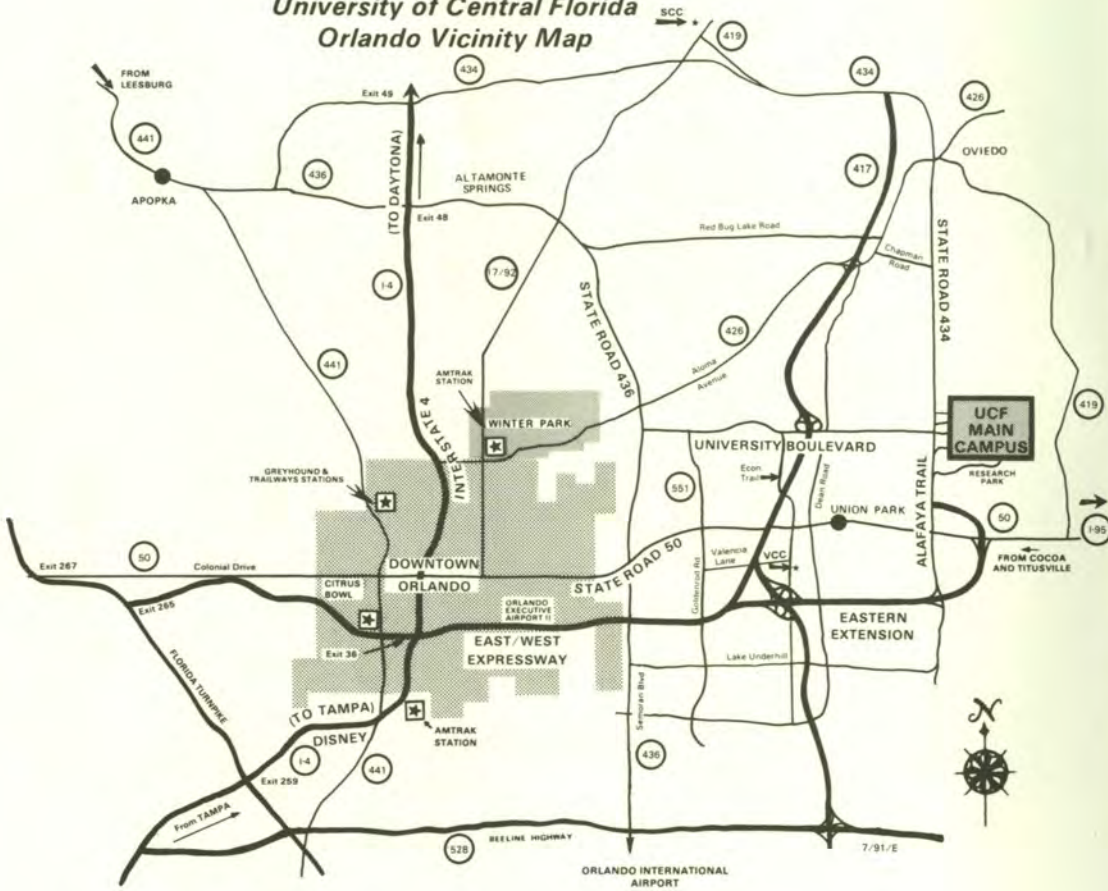 University of Central Florida
Orlando Vicinity Map
SCC
419
434
434
FROM
LEESBURG
Exit 49
426
441
(TO DAYTONA)
417
OVIEDO
436
ALTAMONTE
SPRINGS
APOPKA
Exit 48
Red Bug Lake Road
Chapman
Road
STATE ROAD 434
17/92
I-4
STATE ROAD 436
426
441
Aloma
Avenue
AMTRAK
STATION
INTERSTATE 4
WINTER PARK
UCF
MAIN
CAMPUS
419
UNIVERSITY BOULEVARD
RESEARCH
PARK
GREYHOUND &
TRAILWAYS STATIONS
Econ
Trail
Dean Road
551
ALAFAYA TRAIL
UNION PARK
50
I-95
50
Exit 267
Colonial Drive
DOWNTOWN
ORLANDO
STATE ROAD 50
Valencia
Lane
VCC
FROM COCOA
AND TITUSVILLE
CITRUS
BOWL
Goldenrod Rd
Exit 265
ORLANDO
EXECUTIVE
AIRPORT II
EASTERN
EXTENSION
EAST/WEST
EXPRESSWAY
Exit 36
Lake Underhill
FLORIDA TURNPIKE
(TO TAMPA)
DISNEY
Semoran Blvd
N
AMTRAK
STATION
I-4
441
436
Exit 259
From TAMPA
528
BEELINE HIGHWAY
7/91/E
ORLANDO INTERNATIONAL
AIRPORT